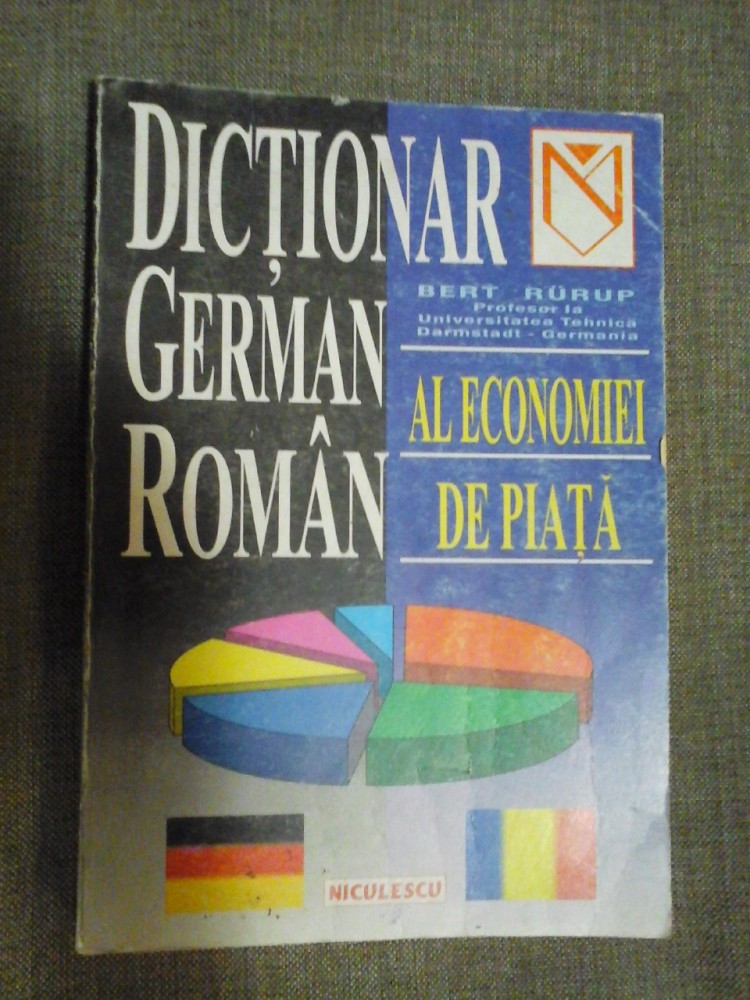 DICȚIONAR
GERMAN
ROMÂN
BERT RÜRUP
Profesor la
Universitatea Tehnică
Darmstadt - Germania
AL ECONOMIEI
DE PIAȚĂ
NICULESCU